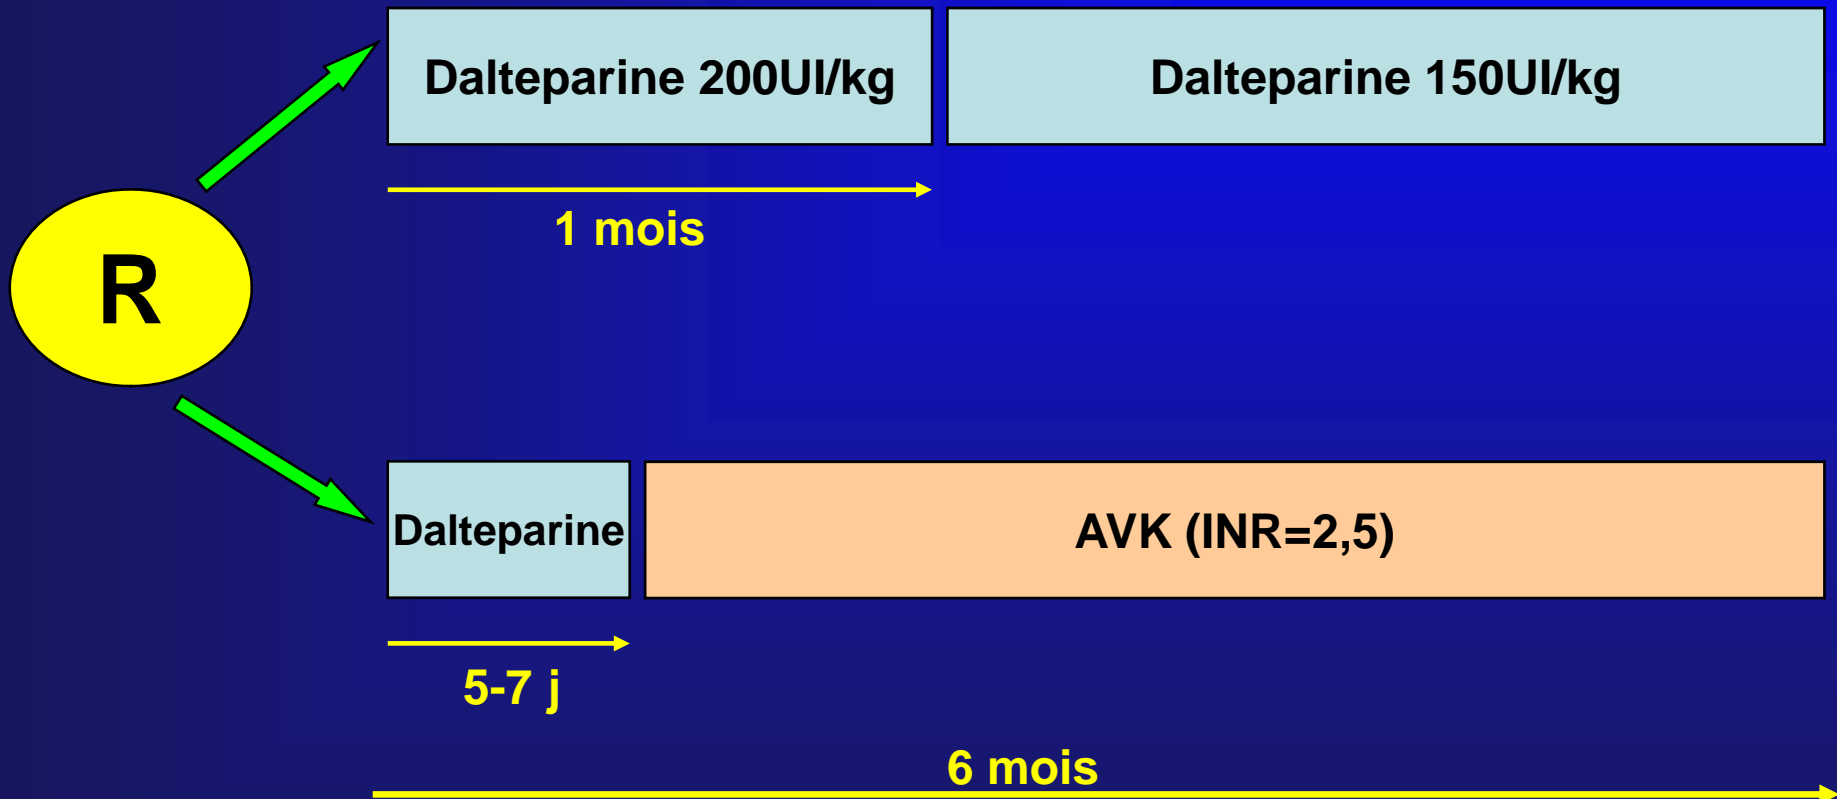 Dalteparine 200UI/kg
Dalteparine 150UI/kg
1 mois
R
Dalteparine
AVK (INR=2,5)
5-7 j
6 mois